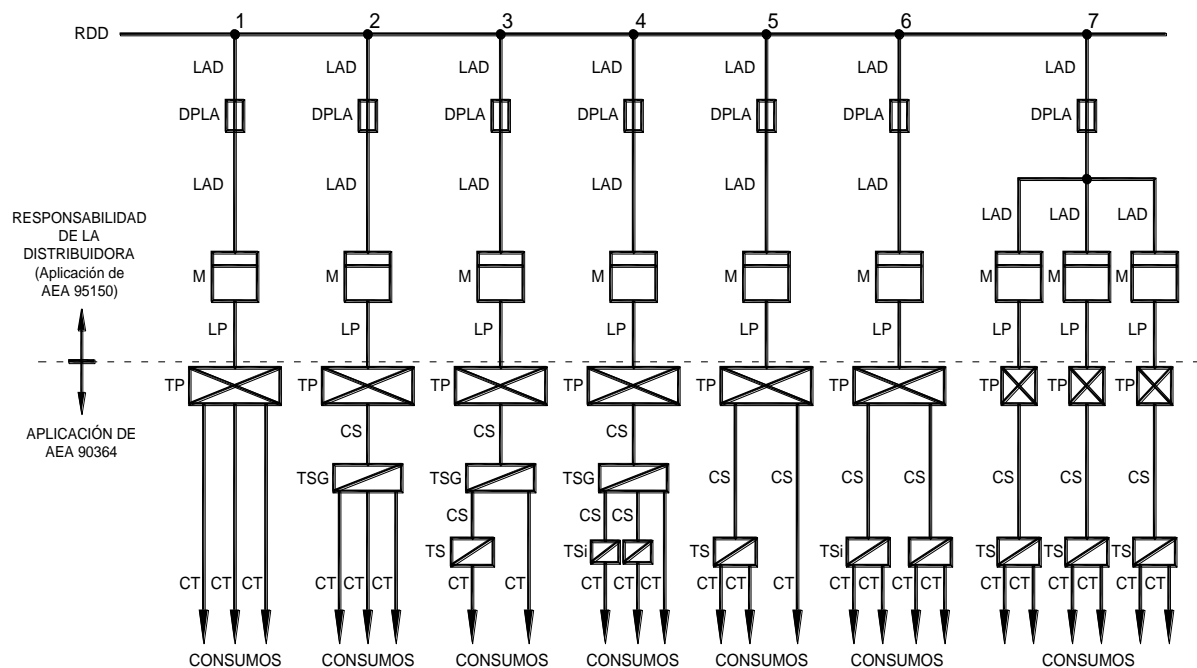 1 2 3 4 5 6 7
RDD
LAD LAD LAD LAD LAD LAD LAD
DPLA DPLA DPLA DPLA DPLA DPLA DPLA
LAD LAD LAD LAD LAD LAD
LAD LAD LAD
RESPONSABILIDAD
DE LA
DISTRIBUIDORA
(Aplicación de
AEA 95150)
M M M M M M M M M
LP LP LP LP LP LP LP LP LP
TP TP TP TP TP TP TP TP TP
APLICACIÓN DE
AEA 90364
CS CS CS
TSG TSG TSG
CS CS CS CS
CS CS CS CS CS
TS TSi TS TSi TS TS TS
CT CT CT CT CT CT CT CT CT CT CT CT CT CT CT CT CT CT CT CT CT CT CT CT
CONSUMOS CONSUMOS CONSUMOS CONSUMOS CONSUMOS CONSUMOS CONSUMOS